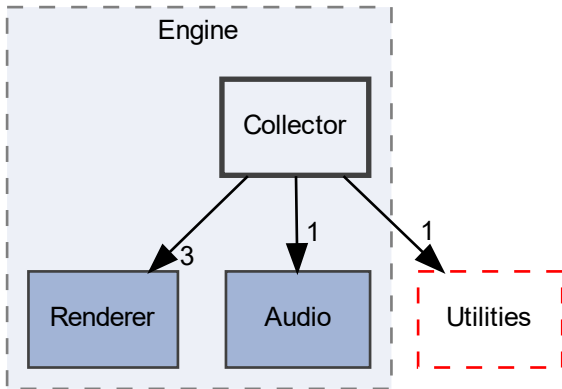 Engine
Collector
3
1
1
Renderer
Audio
Utilities